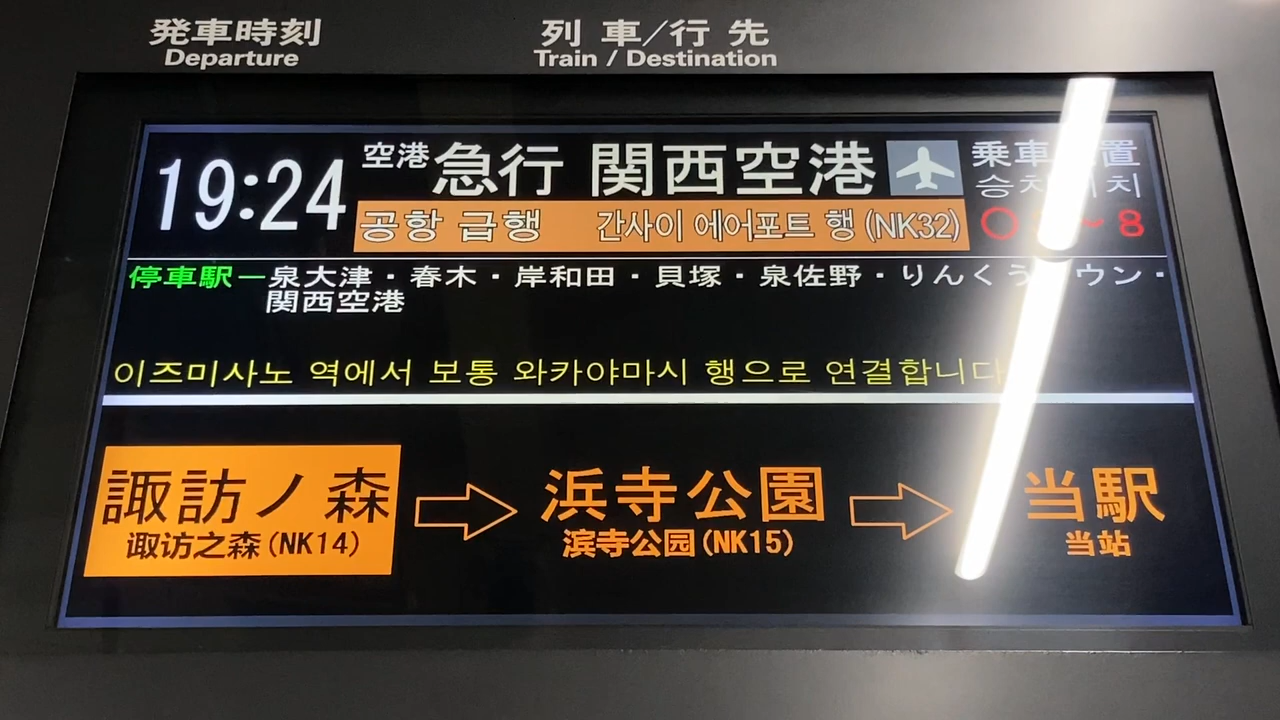 発車時刻 列車/行先
Departure Train / Destination
19:24 空港急行 関西空港 乗車 置
공항 급행 간사이 에어포트 행 (NK32) 승차 치
〇 ~ 8
停車駅ー泉大津・春木・岸和田・貝塚・泉佐野・りんくう ウン・
関西空港
이즈미사노 역에서 보통 와카야마시 행으로 연결합니다
諏訪ノ森 ⇨ 浜寺公園 ⇨ 当駅
诹访之森(NK14) 滨寺公园(NK15) 当站